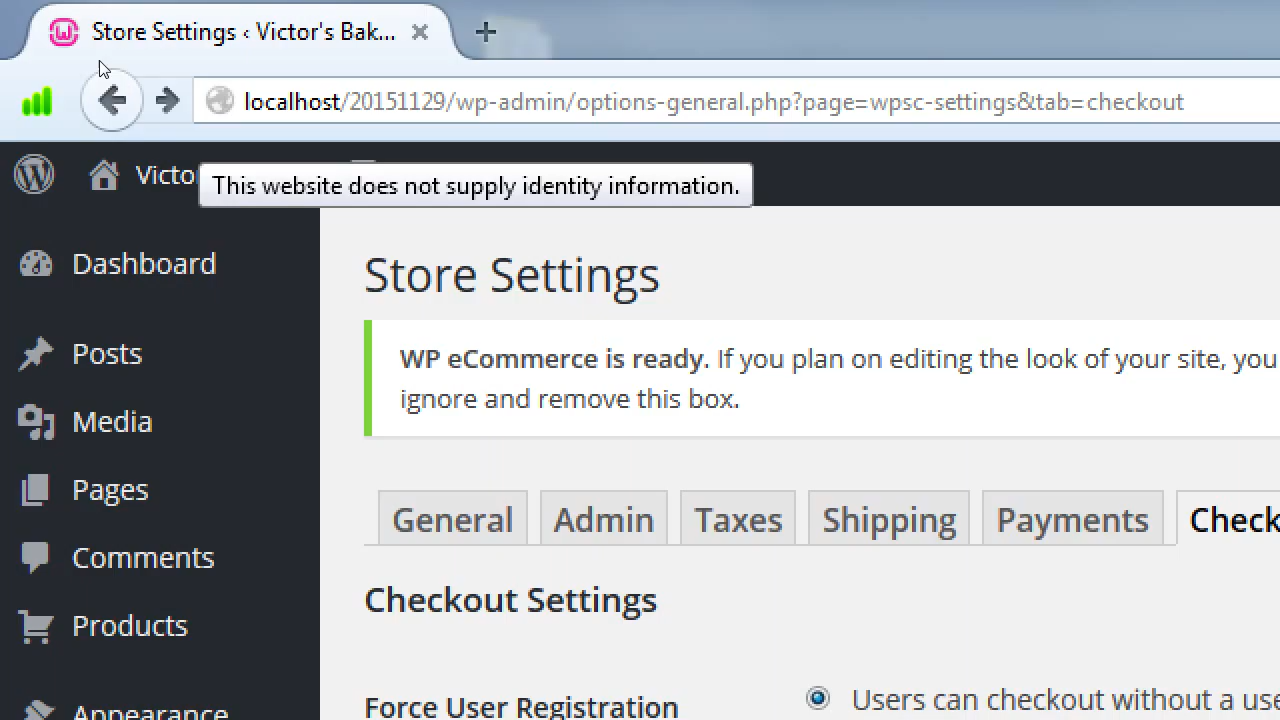 Store Settings ‹ Victor's Bak...
localhost/20151129/wp-admin/options-general.php?page=wpsc-settings&tab=checkout
Victo
This website does not supply identity information.
Dashboard
Posts
Media
Pages
Comments
Products
Appearance
Store Settings
WP eCommerce is ready. If you plan on editing the look of your site, you
ignore and remove this box.
General Admin Taxes Shipping Payments Check
Checkout Settings
Force User Registration
Users can checkout without a use